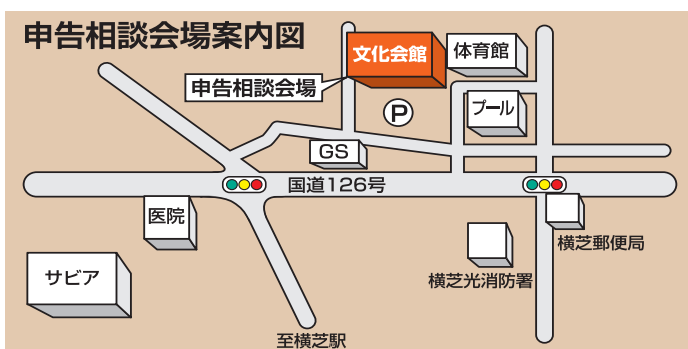 申告相談会場案内図
文化会館
体育館
申告相談会場
プール
P
GS
国道126号
医院
横芝郵便局
サビア
横芝光消防署
至横芝駅